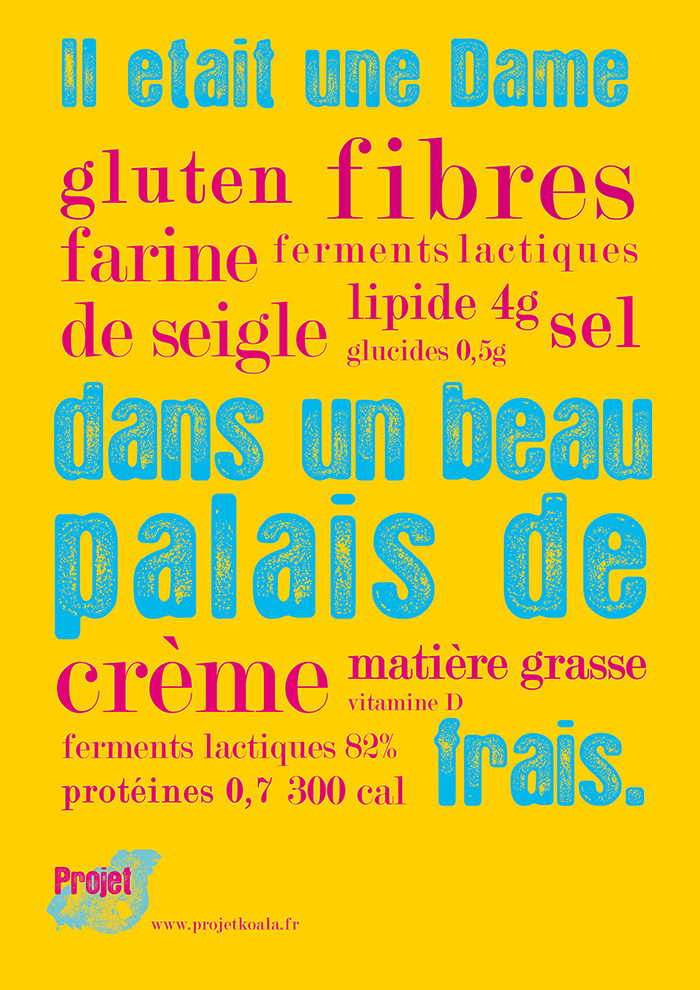 Il etait une Dame
gluten fibres
farine ferments lactiques
de seigle lipide 4g sel
glucides 0,5g
dans un beau
palais de
crème matière grasse
vitamine D
ferments lactiques 82%
protéines 0,7 300 cal frais.
Projet
www.projetkoala.fr